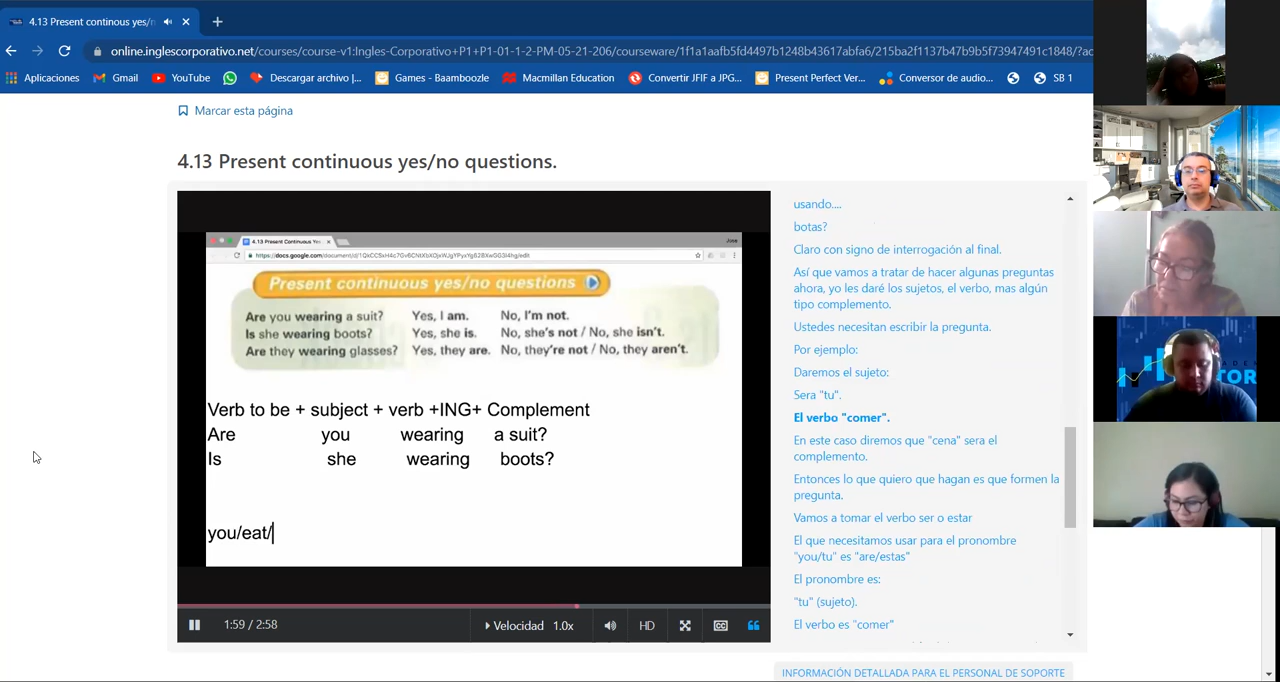 4.13 Present continous yes/n
online.inglescorporativo.net/courses/course-v1:Ingles-Corporativo+P1+P1-01-1-2-PM-05-21-206/courseware/1f1a1aafb5fd4497b1248b43617abfa6/215ba2f1137b47b9b5f73947491c1848/?ac
Aplicaciones Gmail YouTube Descargar archivo |... Games - Baamboozle Macmillan Education Convertir JFIF a JPG... Present Perfect Ver... Conversor de audio... SB 1
Marcar esta página
4.13 Present continuous yes/no questions.
4.13 Present Continuous Yes
Present continuous yes/no questions
Are you wearing a suit? Yes, I am. No, I'm not.
Is she wearing boots? Yes, she is. No, she's not / No, she isn't.
Are they wearing glasses? Yes, they are. No, they're not / No, they aren't.
Verb to be + subject + verb +ING+ Complement
Are you wearing a suit?
Is she wearing boots?
you/eat/
1:59 / 2:58 Velocidad 1.0x HD
usando....
botas?
Claro con signo de interrogación al final.
Así que vamos a tratar de hacer algunas preguntas
ahora, yo les daré los sujetos, el verbo, mas algún
tipo complemento.
Ustedes necesitan escribir la pregunta.
Por ejemplo:
Daremos el sujeto:
Sera "tu".
El verbo "comer".
En este caso diremos que "cena" sera el
complemento.
Entonces lo que quiero que hagan es que formen la
pregunta.
Vamos a tomar el verbo ser o estar
El que necesitamos usar para el pronombre
"you/tu" es "are/estas"
El pronombre es:
"tu" (sujeto).
El verbo es "comer"
INFORMACIÓN DETALLADA PARA EL PERSONAL DE SOPORTE